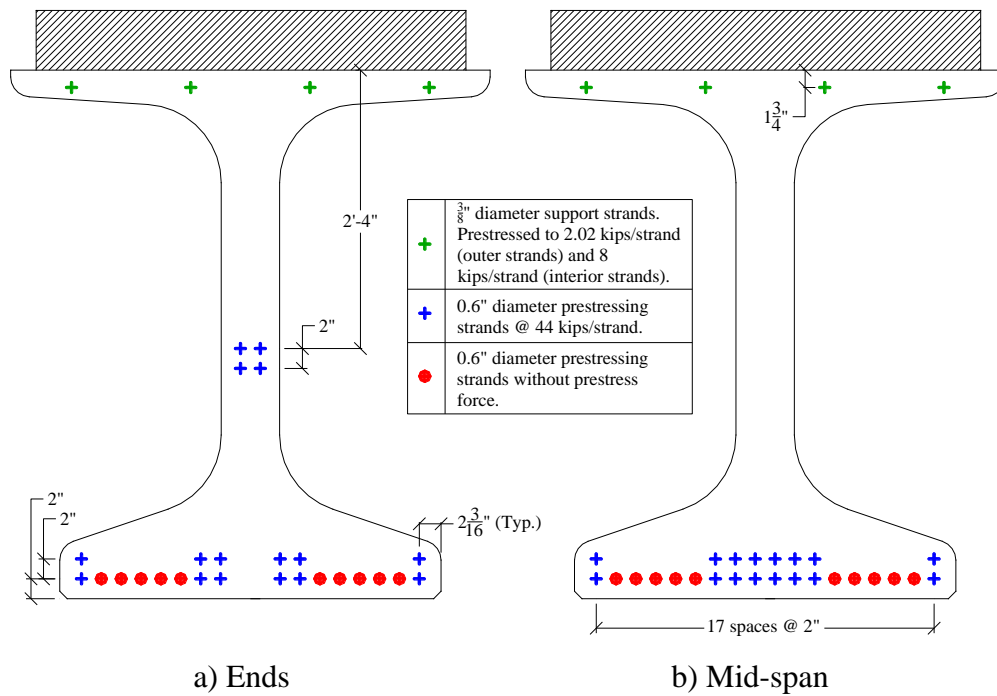 1 3/4"
2'-4"
3/8" diameter support strands.
Prestressed to 2.02 kips/strand
(outer strands) and 8
kips/strand (interior strands).
0.6" diameter prestressing
strands @ 44 kips/strand.
0.6" diameter prestressing
strands without prestress
force.
2"
2"
2"
2 3/16" (Typ.)
17 spaces @ 2"
a) Ends
b) Mid-span